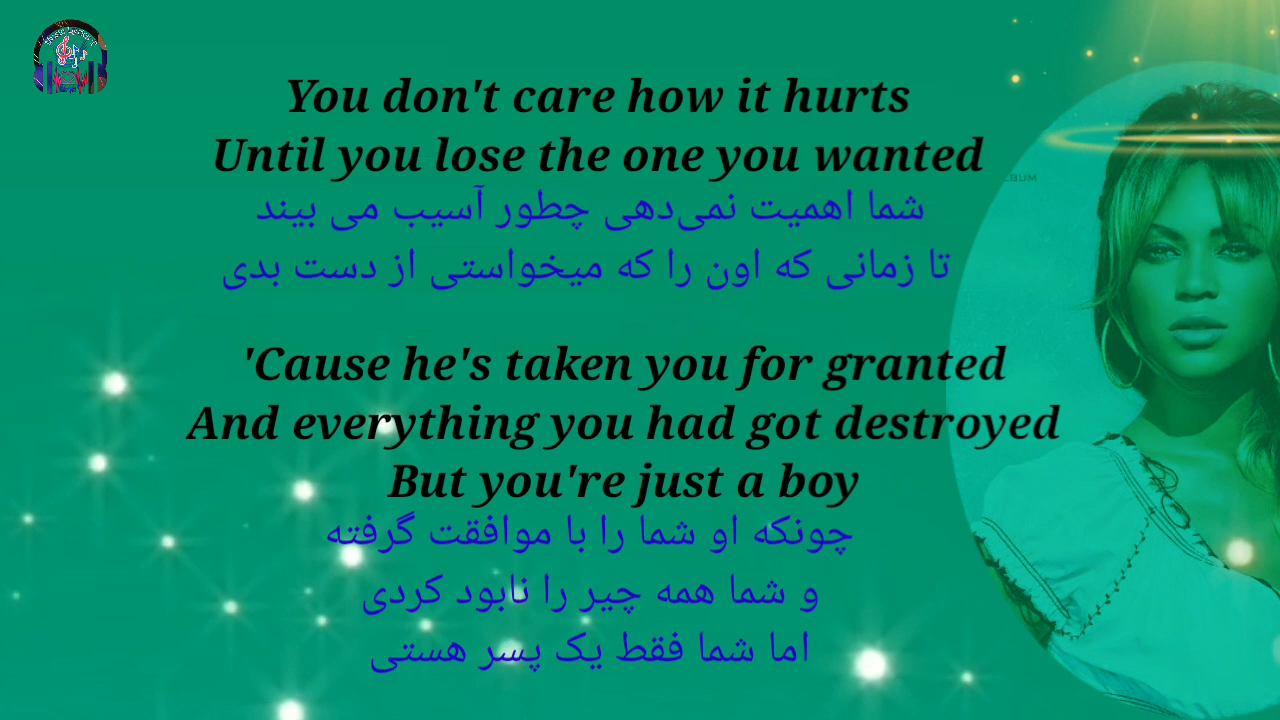 You don't care how it hurts
Until you lose the one you wanted
شما اهمیت نمی‌دهی چطور آسیب می بیند
تا زمانی که اون را که میخواستی از دست بدی
'Cause he's taken you for granted
And everything you had got destroyed
But you're just a boy
چونکه او شما را با موافقت گرفته
و شما همه چیر را نابود کردی
اما شما فقط یک پسر هستی